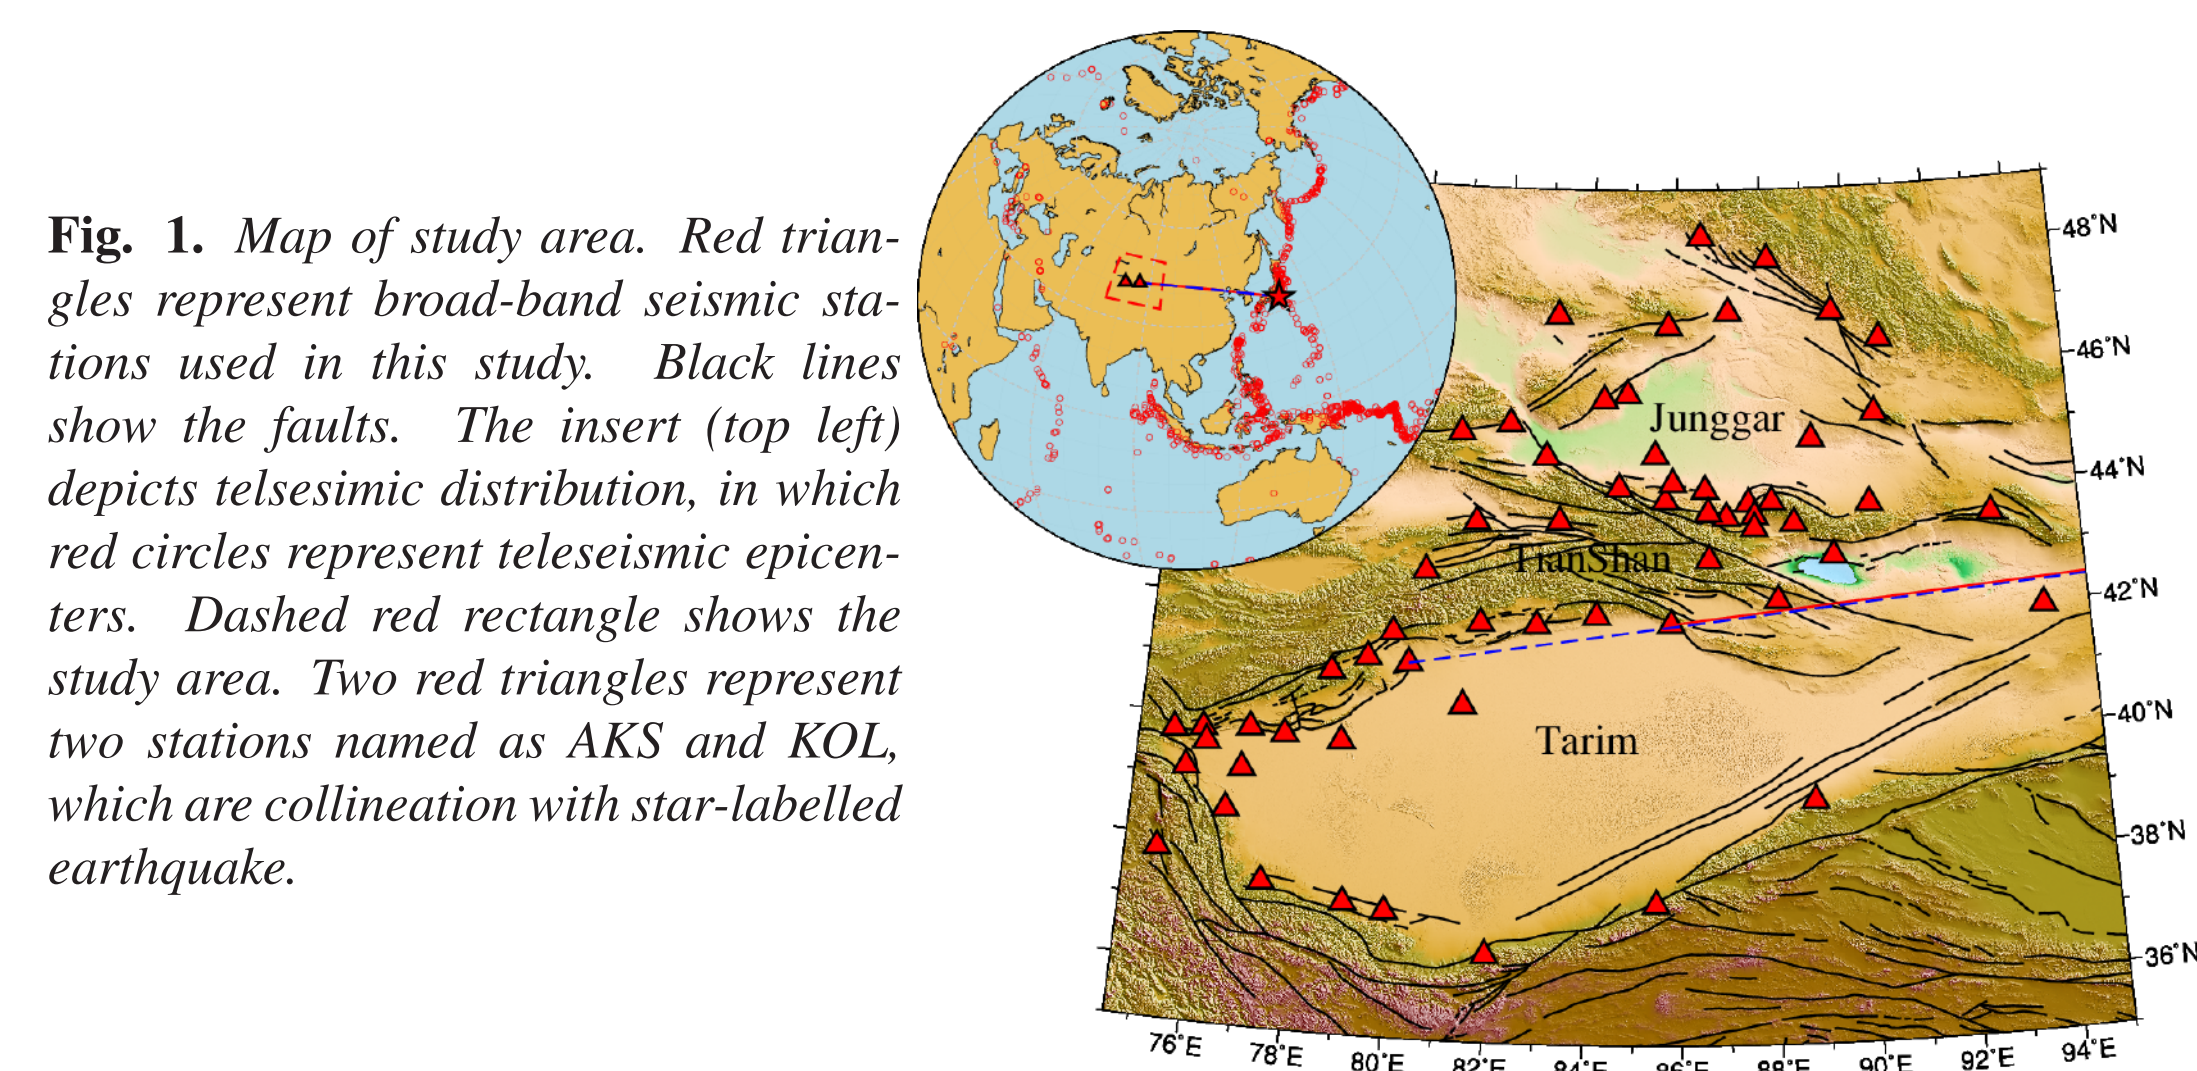 Fig. 1. Map of study area. Red trian-
gles represent broad-band seismic sta-
tions used in this study. Black lines
show the faults. The insert (top left)
depicts telsesimic distribution, in which
red circles represent teleseismic epicen-
ters. Dashed red rectangle shows the
study area. Two red triangles represent
two stations named as AKS and KOL,
which are collineation with star-labelled
earthquake.
48°N
46°N
Junggar
44°N
TianShan
42°N
40°N
Tarim
38°N
36°N
76°E
78°E
80°E
82°E
84°E
86°E
88°E
90°E
92°E
94°E